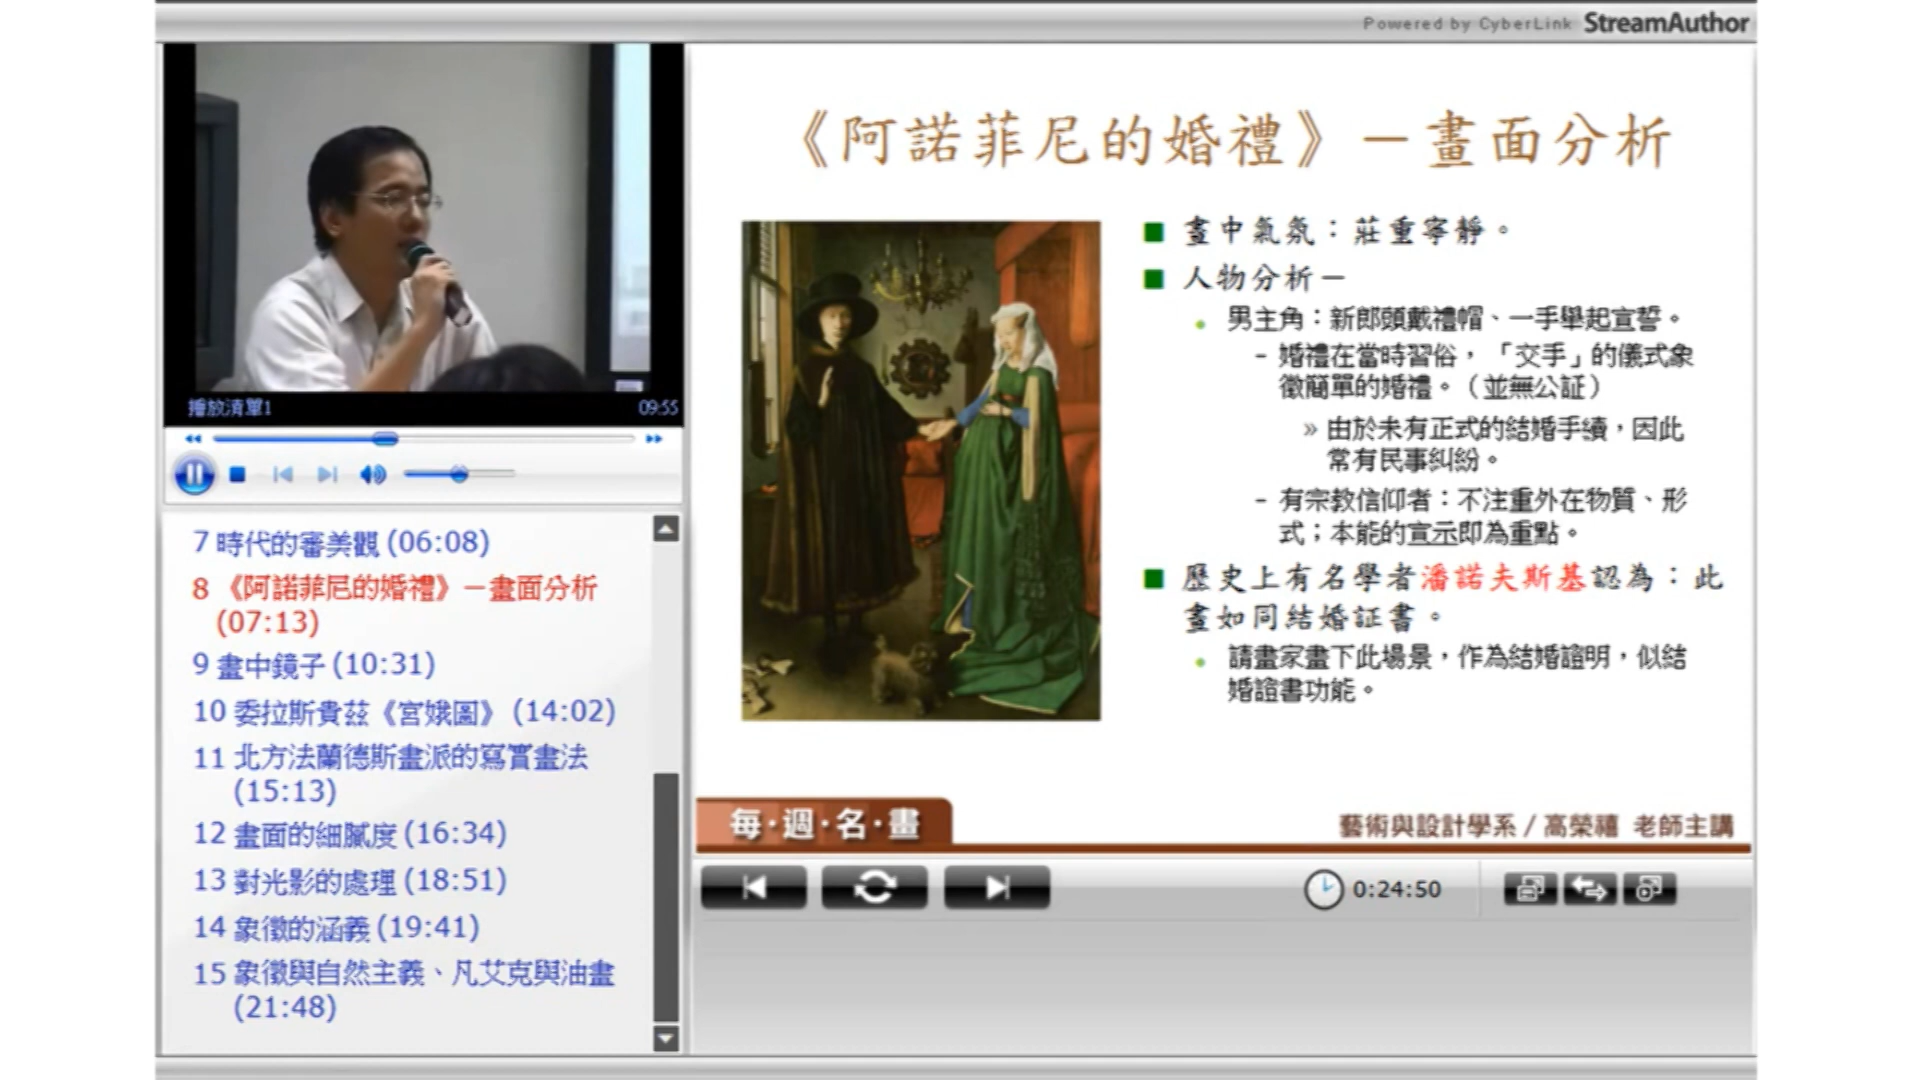 Powered by CyberLink StreamAuthor
播放清單1
09:55
7 時代的審美觀 (06:08)
8 《阿諾菲尼的婚禮》－畫面分析
(07:13)
9 畫中鏡子 (10:31)
10 委拉斯貴茲《宮娥圖》 (14:02)
11 北方法蘭德斯畫派的寫實畫法
(15:13)
12 畫面的細膩度 (16:34)
13 對光影的處理 (18:51)
14 象徵的涵義 (19:41)
15 象徵與自然主義、凡艾克與油畫
(21:48)
《阿諾菲尼的婚禮》－畫面分析
畫中氣氛：莊重寧靜。
人物分析－
男主角：新郎頭戴禮帽、一手舉起宣誓。
– 婚禮在當時習俗，「交手」的儀式象
徵簡單的婚禮。（並無公証）
» 由於未有正式的結婚手續，因此
常有民事糾紛。
– 有宗教信仰者：不注重外在物質、形
式；本能的宣示即為重點。
歷史上有名學者潘諾夫斯基認為：此
畫如同結婚証書。
請畫家畫下此場景，作為結婚證明，似結
婚證書功能。
每·週·名·畫
藝術與設計學系 / 高榮禧 老師主講
0:24:50